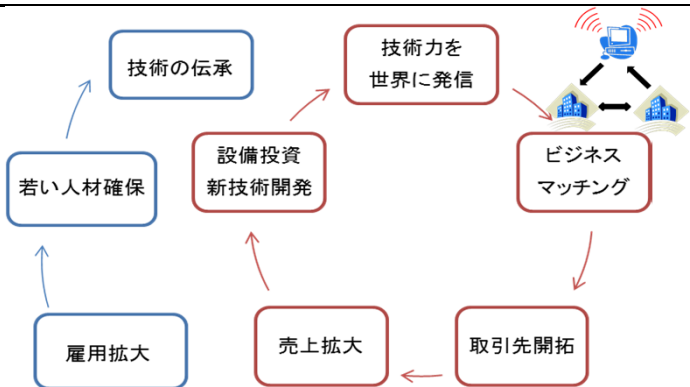 技術の伝承
技術力を
世界に発信
若い人材確保
設備投資
新技術開発
ビジネス
マッチング
雇用拡大
売上拡大
取引先開拓